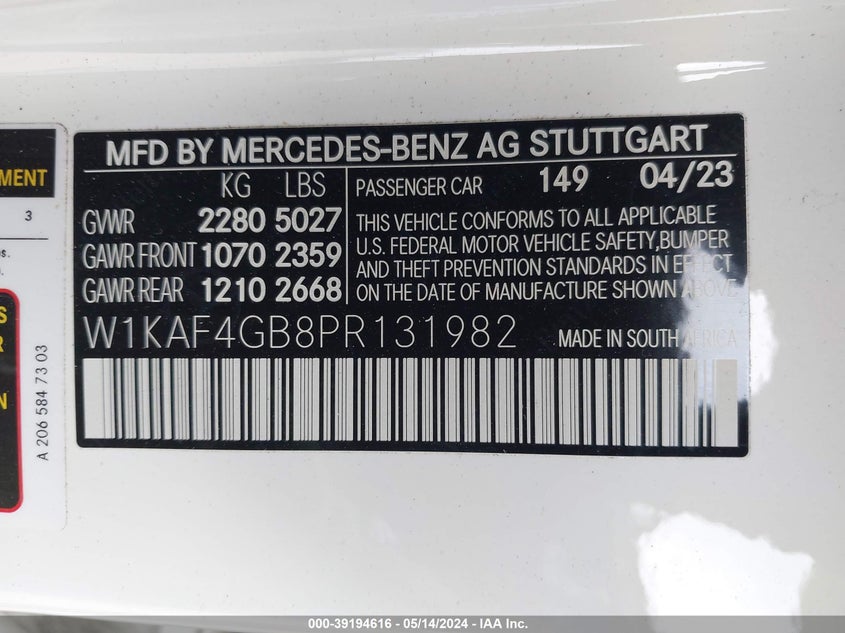 MFD BY MERCEDES-BENZ AG STUTTGART
KG LBS
GVWR 2280 5027
GAWR FRONT 1070 2359
GAWR REAR 1210 2668
PASSENGER CAR 149 04/23
THIS VEHICLE CONFORMS TO ALL APPLICABLE
U.S. FEDERAL MOTOR VEHICLE SAFETY,BUMPER
AND THEFT PREVENTION STANDARDS IN EFFECT
ON THE DATE OF MANUFACTURE SHOWN ABOVE
W1KAF4GB8PR131982
MADE IN SOUTH AFRICA
MENT
3
A 206 584 73 03
000-39194616 - 05/14/2024 - IAA Inc.